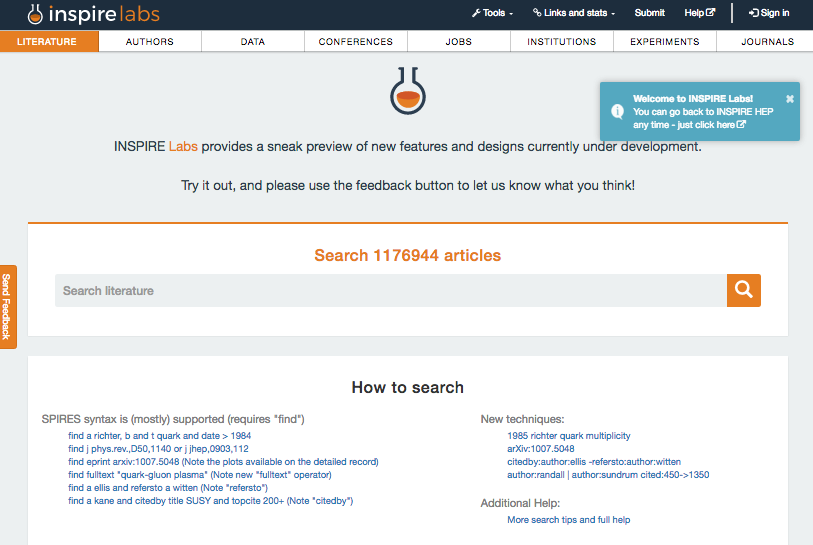 inspire labs
Tools
Links and stats
Submit
Help
Sign in
LITERATURE
AUTHORS
DATA
CONFERENCES
JOBS
INSTITUTIONS
EXPERIMENTS
JOURNALS
Welcome to INSPIRE Labs!
You can go back to INSPIRE HEP
any time - just click here
INSPIRE Labs provides a sneak preview of new features and designs currently under development.
Try it out, and please use the feedback button to let us know what you think!
Search 1176944 articles
Search literature
Send Feedback
How to search
SPIRES syntax is (mostly) supported (requires "find")
find a richter, b and t quark and date > 1984
find j phys.rev.,D50,1140 or j jhep,0903,112
find eprint arxiv:1007.5048 (Note the plots available on the detailed record)
find fulltext "quark-gluon plasma" (Note new "fulltext" operator)
find a ellis and refersto a witten (Note "refersto")
find a kane and citedby title SUSY and topcite 200+ (Note "citedby")
New techniques:
1985 richter quark multiplicity
arXiv:1007.5048
citedby:author:ellis -refersto:author:witten
author:randall | author:sundrum cited:450->1350
Additional Help:
More search tips and full help